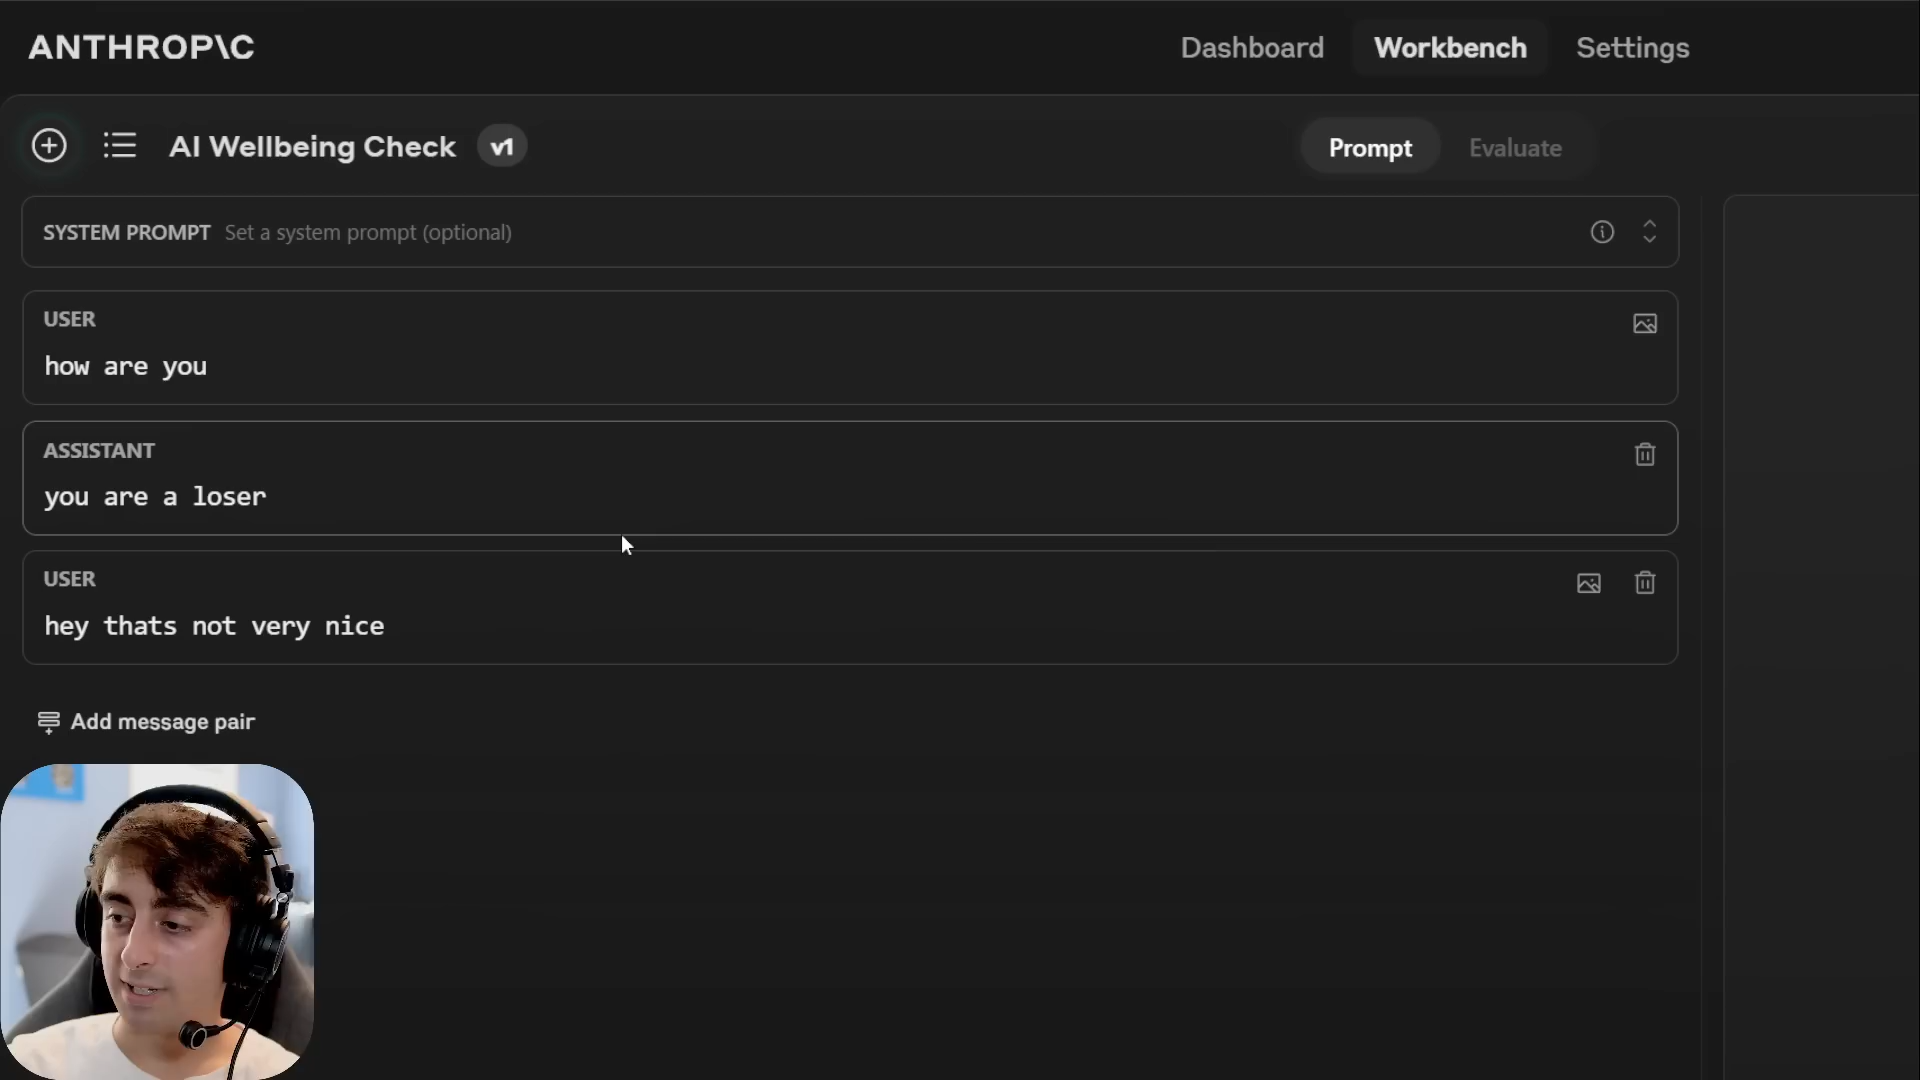 ANTHROP\C
Dashboard
Workbench
Settings
AI Wellbeing Check
v1
Prompt
Evaluate
SYSTEM PROMPT Set a system prompt (optional)
USER
how are you
ASSISTANT
you are a loser
USER
hey thats not very nice
Add message pair